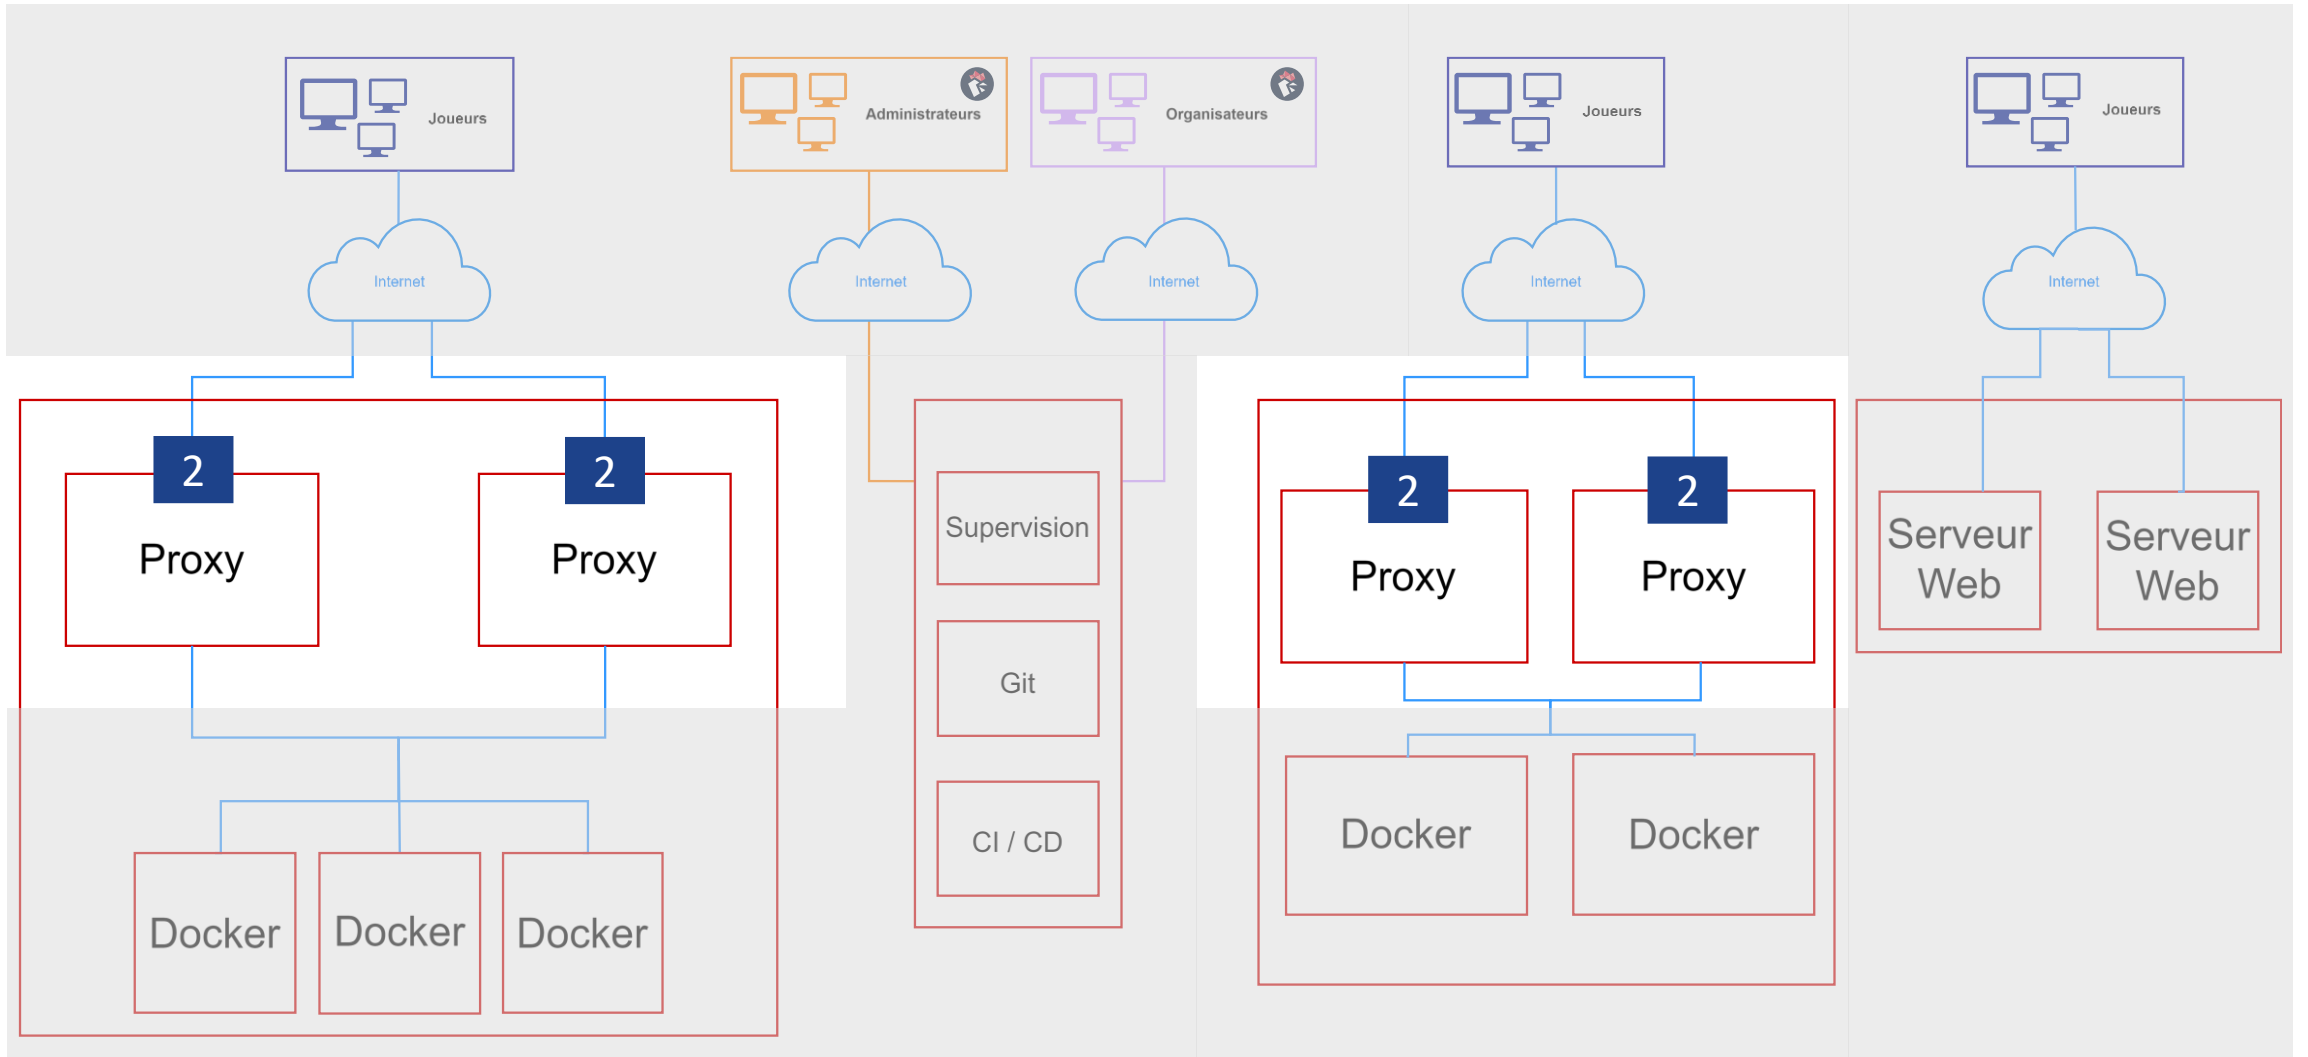 Joueurs
Administrateurs
Organisateurs
Joueurs
Joueurs
Internet
Internet
Internet
Internet
Internet
2
2
2
2
Proxy
Proxy
Supervision
Proxy
Proxy
Serveur
Web
Serveur
Web
Git
CI / CD
Docker
Docker
Docker
Docker
Docker